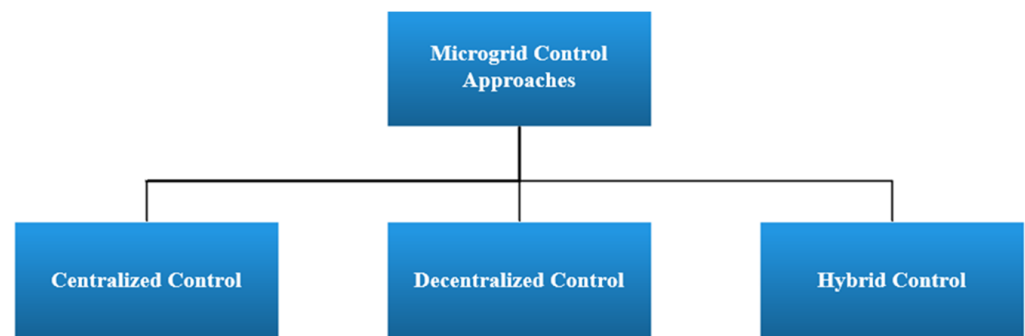 Microgrid Control
Approaches
Centralized Control
Decentralized Control
Hybrid Control